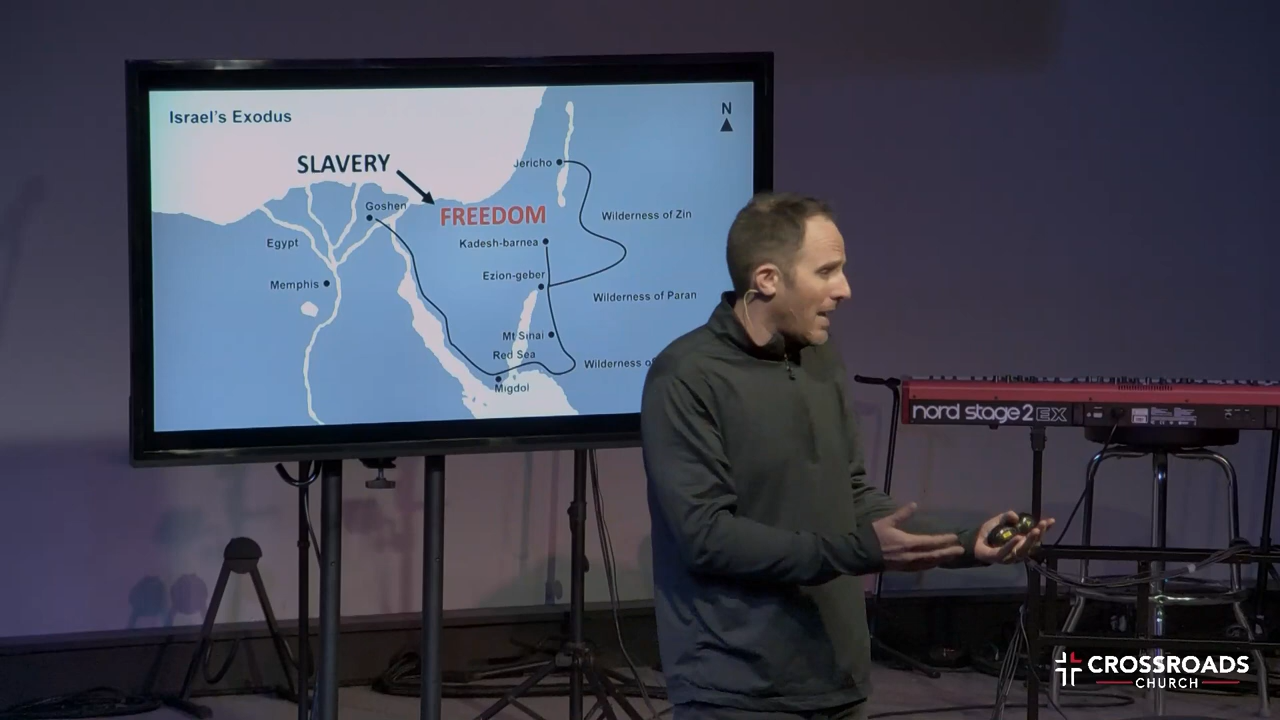 Israel's Exodus
N
SLAVERY
Jericho
Goshen
FREEDOM
Wilderness of Zin
Egypt
Kadesh-barnea
Ezion-geber
Memphis
Wilderness of Paran
Mt Sinai
Red Sea
Wilderness of
Migdol
nord stage 2 EX
CROSSROADS
CHURCH